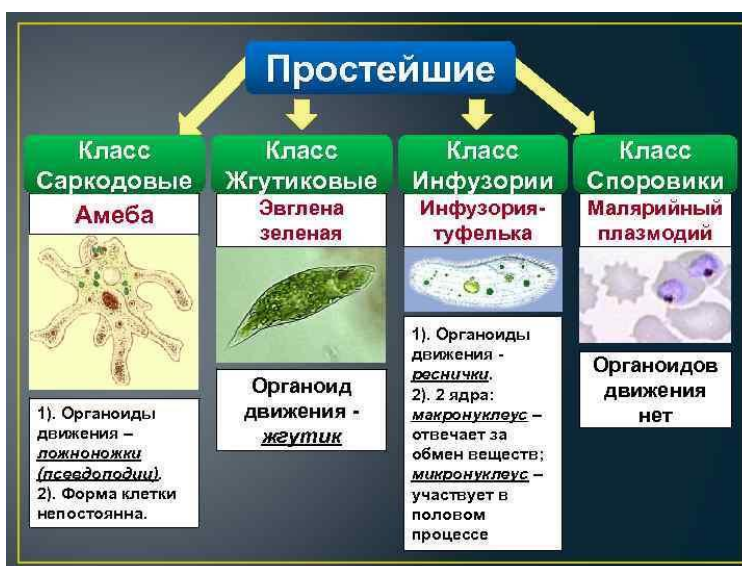 Простейшие
Класс
Саркодовые
Амеба
1). Органоиды
движения –
ложноножки
(псевдоподии).
2). Форма клетки
непостоянна.
Класс
Жгутиковые
Эвглена
зеленая
Органоид
движения -
жгутик
Класс
Инфузории
Инфузория-
туфелька
1). Органоиды
движения -
реснички.
2). 2 ядра:
макронуклеус –
отвечает за
обмен веществ;
микронуклеус –
участвует в
половом
процессе
Класс
Споровики
Малярийный
плазмодий
Органоидов
движения
нет